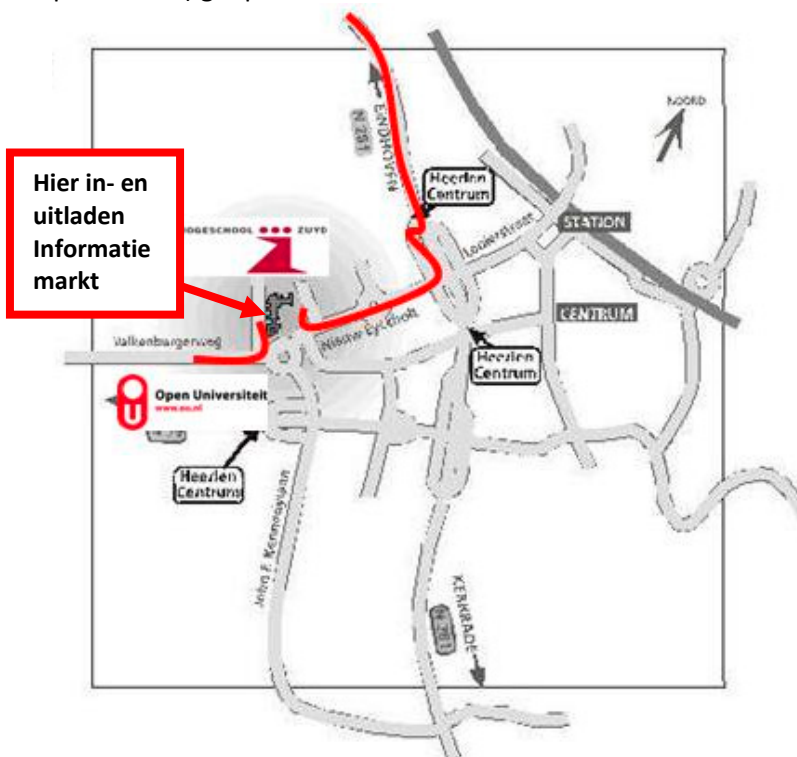 NOORD
EINDHOVEN
N 281
Heerlen
Centrum
Hier in- en
uitladen
Informatie
markt
OGESCHOOL ZUYD
STATION
CENTRUM
Nieuw Eyckholt
Valkenburgerweg
Heerlen
Centrum
Open Universiteit
www.ou.nl
Heerlen
Centrum
John F. Kennedylaan
KERKRADE
N 281